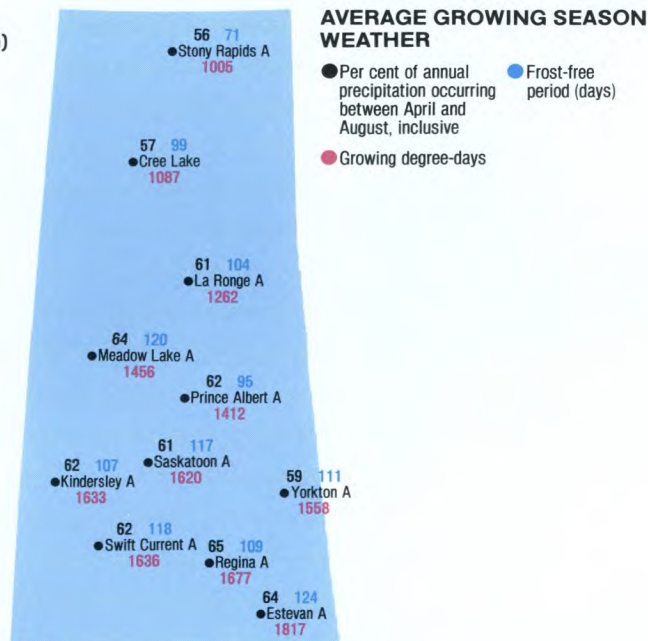 )
AVERAGE GROWING SEASON
WEATHER
Per cent of annual
precipitation occurring
between April and
August, inclusive
Frost-free
period (days)
Growing degree-days
56 71
Stony Rapids A
1005
57 99
Cree Lake
1087
61 104
La Ronge A
1262
64 120
Meadow Lake A
1456
62 95
Prince Albert A
1412
61 117
Saskatoon A
1620
62 107
Kindersley A
1633
59 111
Yorkton A
1558
62 118
Swift Current A
1636
65 109
Regina A
1677
64 124
Estevan A
1817